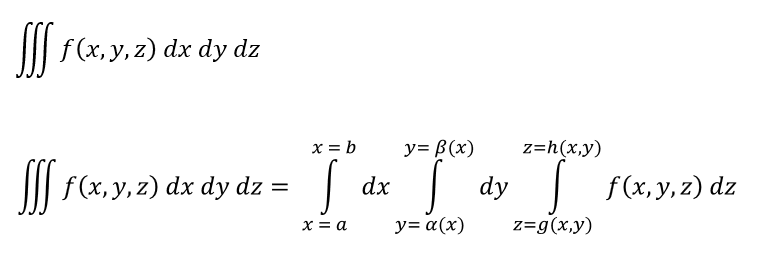 ∭ f(x, y, z) dx dy dz
x = b y= β(x) z=h(x,y)
∭ f(x, y, z) dx dy dz = ∫ dx ∫ dy ∫ f(x, y, z) dz
x = a y= α(x) z=g(x,y)